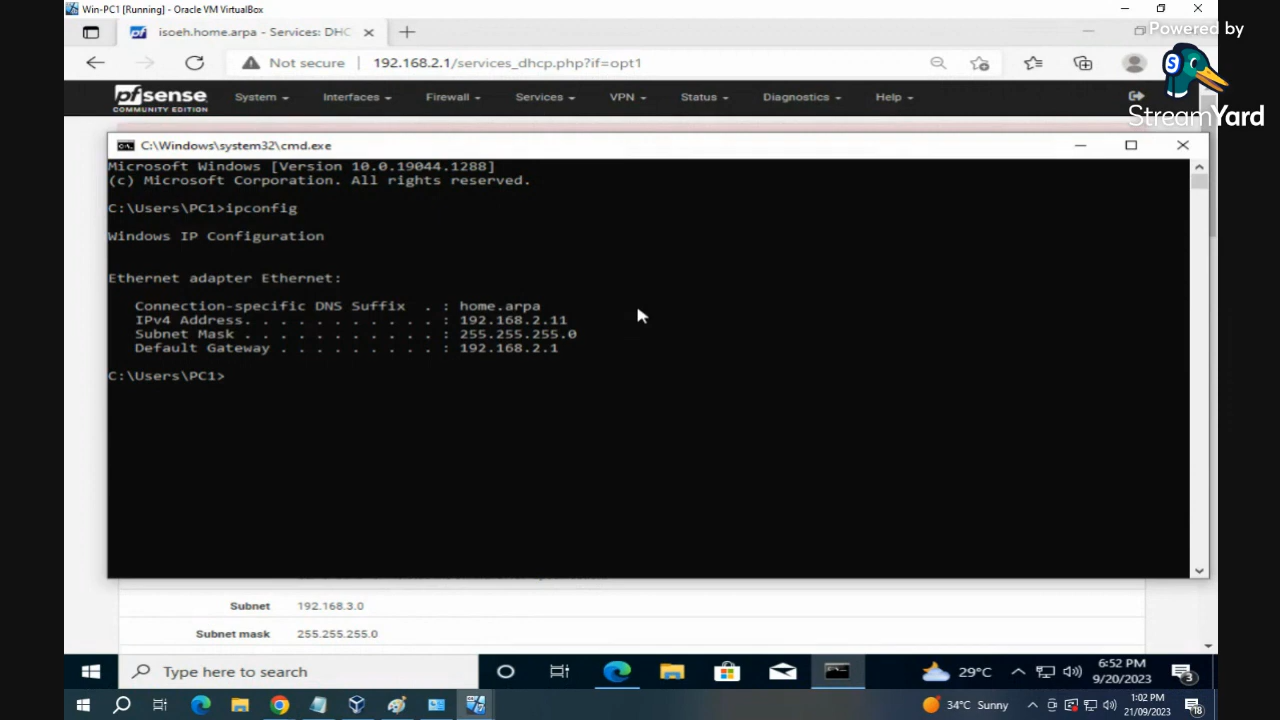 Win-PC1 [Running] - Oracle VM VirtualBox
Powered by
StreamYard
isoeh.home.arpa - Services: DHC
Not secure
192.168.2.1/services_dhcp.php?if=opt1
pfsense
COMMUNITY EDITION
System
Interfaces
Firewall
Services
VPN
Status
Diagnostics
Help
C:\Windows\system32\cmd.exe
Microsoft Windows [Version 10.0.19044.1288]
(c) Microsoft Corporation. All rights reserved.
C:\Users\PC1>ipconfig
Windows IP Configuration
Ethernet adapter Ethernet:
Connection-specific DNS Suffix . : home.arpa
IPv4 Address. . . . . . . . . . . : 192.168.2.11
Subnet Mask . . . . . . . . . . . : 255.255.255.0
Default Gateway . . . . . . . . . : 192.168.2.1
C:\Users\PC1>
Subnet 192.168.3.0
Subnet mask 255.255.255.0
Type here to search
29°C
6:52 PM
9/20/2023
3
34°C Sunny
1:02 PM
21/09/2023
18